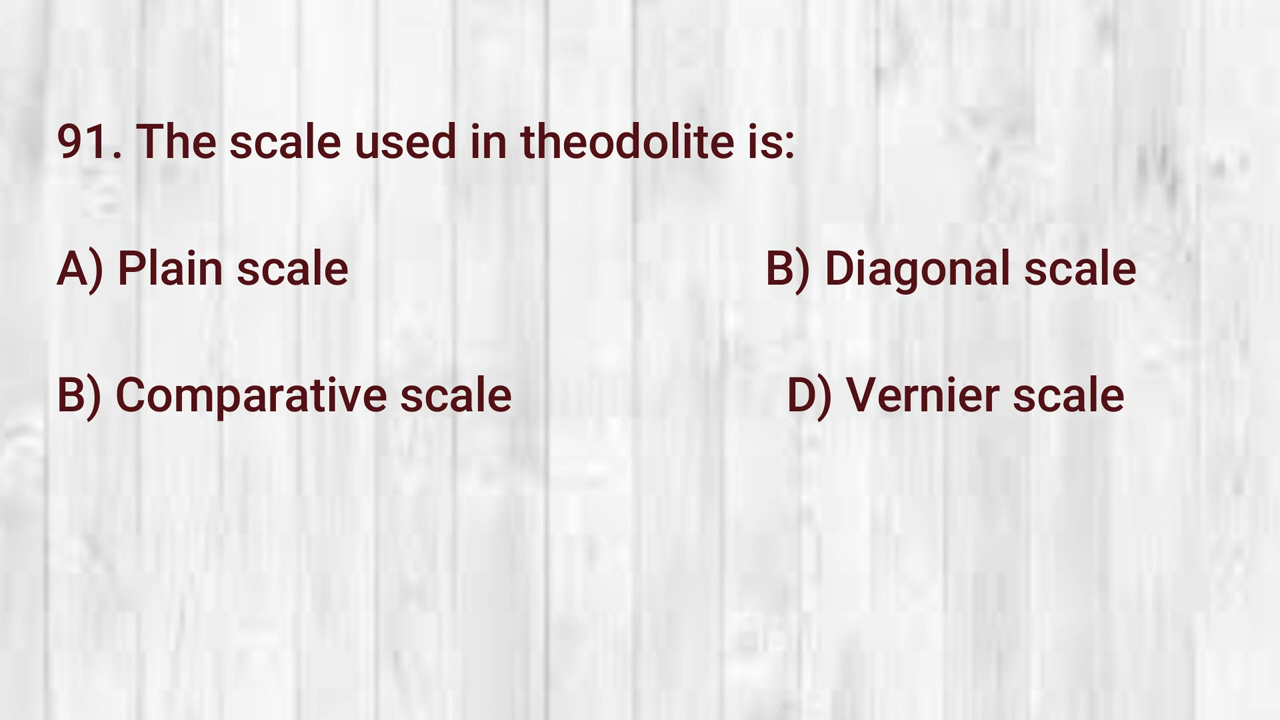 91. The scale used in theodolite is:
A) Plain scale B) Diagonal scale
B) Comparative scale D) Vernier scale